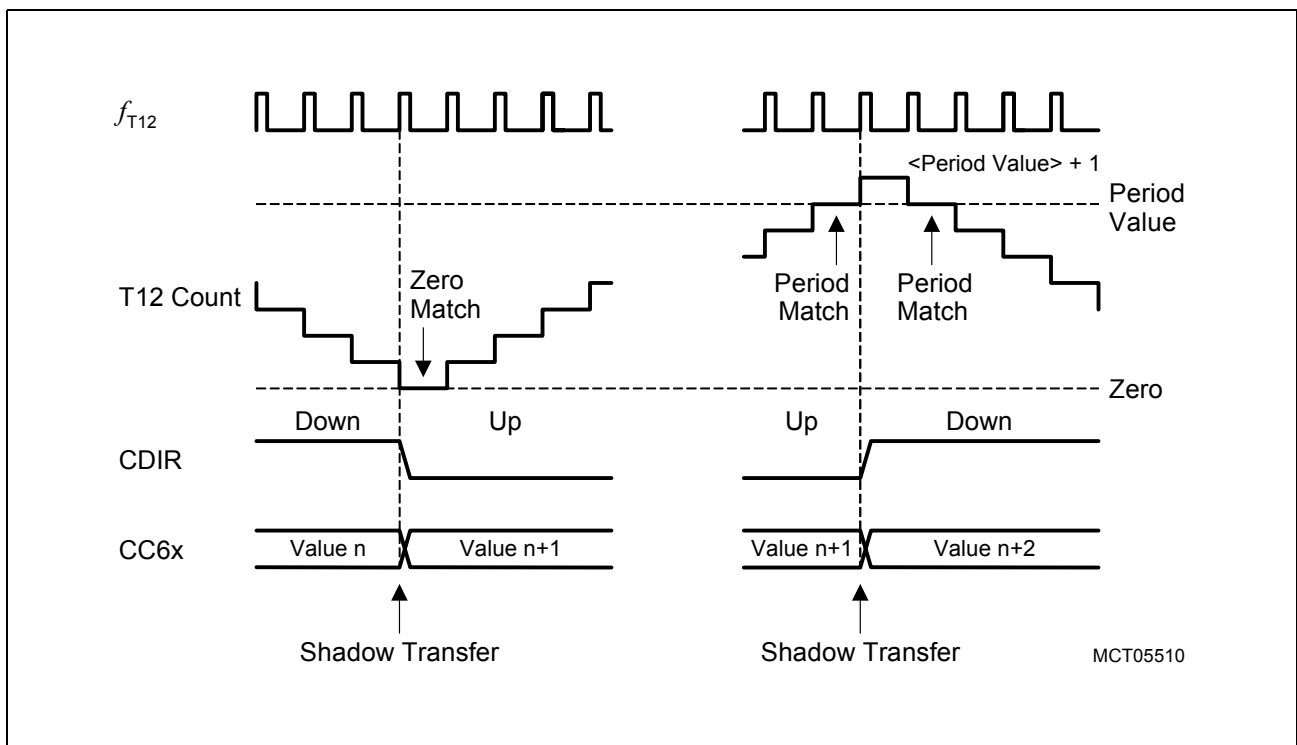 fT12
<Period Value> + 1
Period
Value
T12 Count
Zero
Match
Period
Match
Period
Match
Zero
Down
Up
Up
Down
CDIR
CC6x
Value n
Value n+1
Value n+1
Value n+2
Shadow Transfer
Shadow Transfer
MCT05510